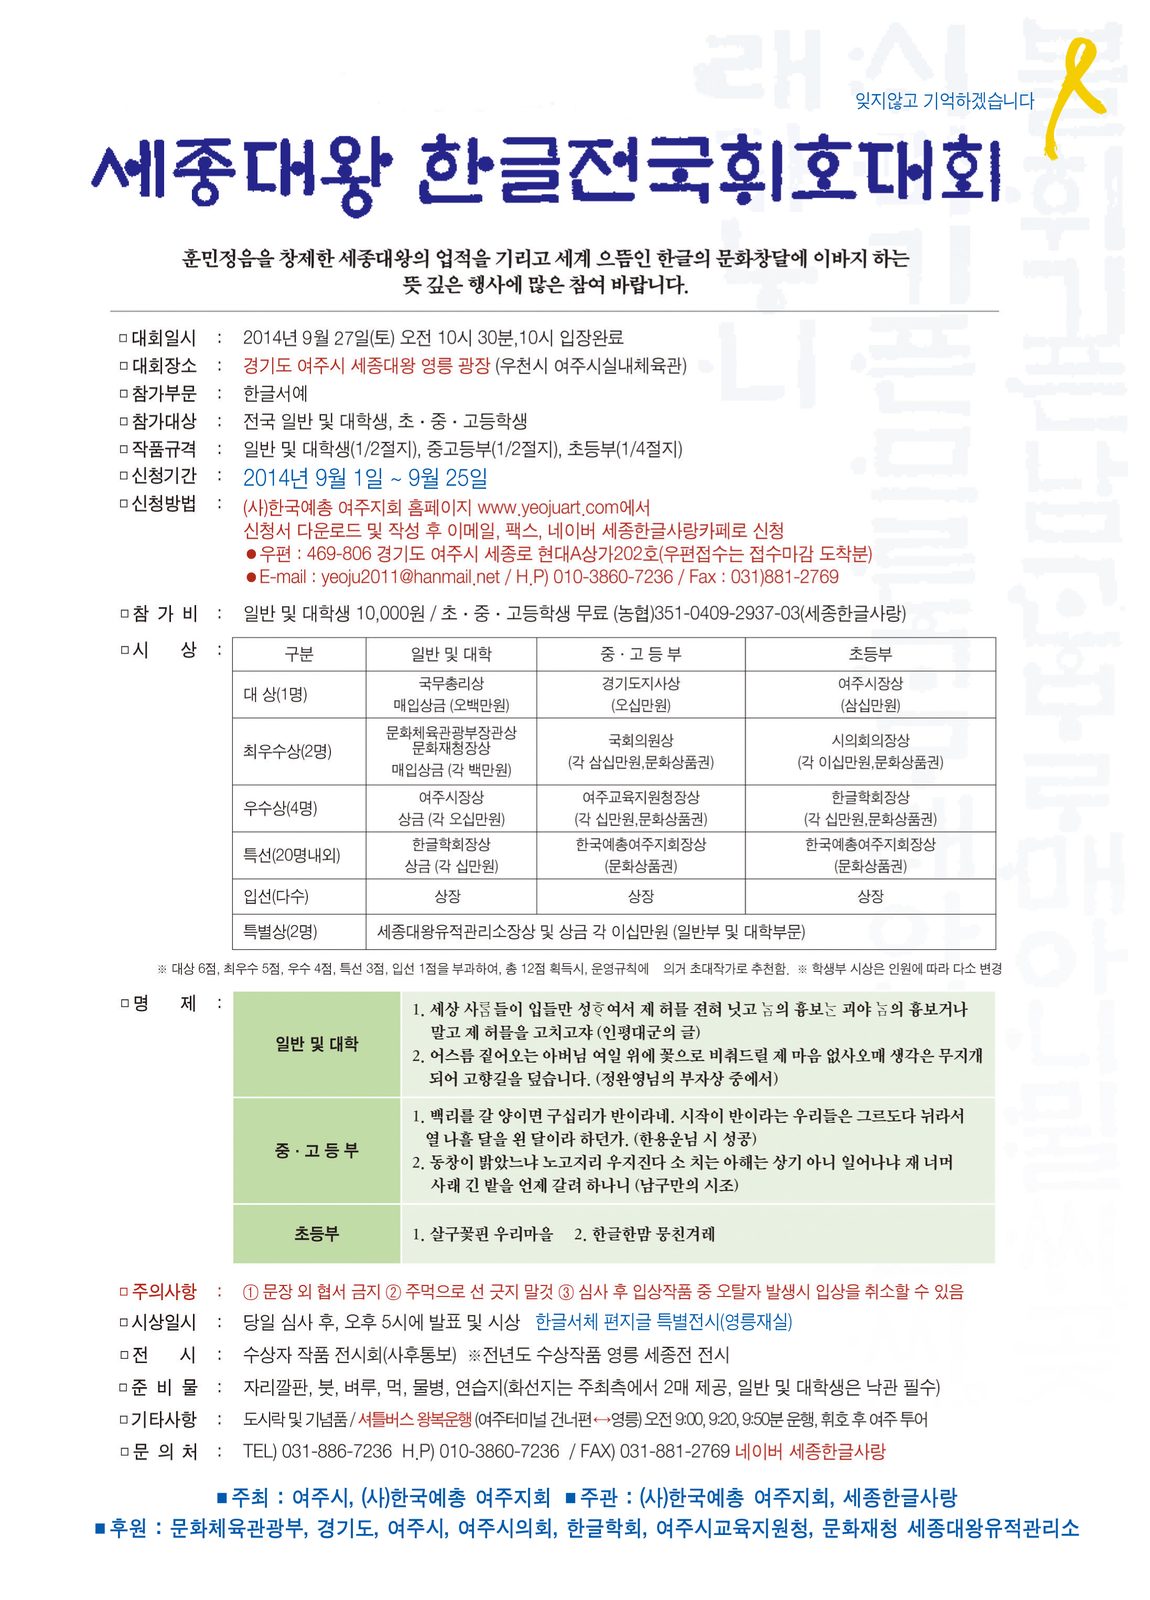 잊지않고 기억하겠습니다
세종대왕 한글전국휘호대회
훈민정음을 창제한 세종대왕의 업적을 기리고 세계 으뜸인 한글의 문화창달에 이바지 하는
뜻 깊은 행사에 많은 참여 바랍니다.
□ 대회일시 : 2014년 9월 27일(토) 오전 10시 30분,10시 입장완료
□ 대회장소 : 경기도 여주시 세종대왕 영릉 광장 (우천시 여주시실내체육관)
□ 참가부문 : 한글서예
□ 참가대상 : 전국 일반 및 대학생, 초 · 중 · 고등학생
□ 작품규격 : 일반 및 대학생(1/2절지), 중고등부(1/2절지), 초등부(1/4절지)
□ 신청기간 : 2014년 9월 1일 ~ 9월 25일
□ 신청방법 : (사)한국예총 여주지회 홈페이지 www.yeojuart.com에서
신청서 다운로드 및 작성 후 이메일, 팩스, 네이버 세종한글사랑카페로 신청
● 우편 : 469-806 경기도 여주시 세종로 현대A상가202호(우편접수는 접수마감 도착분)
● E-mail : yeoju2011@hanmail.net / H.P) 010-3860-7236 / Fax : 031)881-2769
□ 참 가 비 : 일반 및 대학생 10,000원 / 초 · 중 · 고등학생 무료 (농협)351-0409-2937-03(세종한글사랑)
□ 시 상 :
구분 일반 및 대학 중 · 고 등 부 초등부
대 상(1명) 국무총리상 경기도지사상 여주시장상
매입상금 (오백만원) (오십만원) (삼십만원)
최우수상(2명) 문화체육관광부장관상 국회의원상 시의회의장상
문화재청장상
매입상금 (각 백만원) (각 삼십만원,문화상품권) (각 이십만원,문화상품권)
우수상(4명) 여주시장상 여주교육지원청장상 한글학회장상
상금 (각 오십만원) (각 십만원,문화상품권) (각 십만원,문화상품권)
특선(20명내외) 한글학회장상 한국예총여주지회장상 한국예총여주지회장상
상금 (각 십만원) (문화상품권) (문화상품권)
입선(다수) 상장 상장 상장
특별상(2명) 세종대왕유적관리소장상 및 상금 각 이십만원 (일반부 및 대학부문)
※ 대상 6점, 최우수 5점, 우수 4점, 특선 3점, 입선 1점을 부과하여, 총 12점 획득시, 운영규칙에 의거 초대작가로 추천함. ※ 학생부 시상은 인원에 따라 다소 변경
□ 명 제 :
일반 및 대학
1. 세상 사ᄅᆞᆷ들이 입들만 성ᄒᆞ여서 제 허믈 전혀 닛고 ᄂᆞᆷ의 흉보ᄂᆞᆫ 괴야 ᄂᆞᆷ의 흉보거나
말고 제 허믈을 고치고쟈 (인평대군의 글)
2. 어스름 짙어오는 아버님 여일 위에 꽃으로 비춰드릴 제 마음 없사오매 생각은 무지개
되어 고향길을 덮습니다. (정완영님의 부자상 중에서)
중 · 고 등 부
1. 백리를 갈 양이면 구십리가 반이라네. 시작이 반이라는 우리들은 그르도다 뉘라서
열 나흘 달을 왼 달이라 하던가. (한용운님 시 성공)
2. 동창이 밝았느냐 노고지리 우지진다 소 치는 아해는 상기 아니 일어나냐 재 너머
사래 긴 밭을 언제 갈려 하나니 (남구만의 시조)
초등부
1. 살구꽃핀 우리마을 2. 한글한맘 뭉친겨레
□ 주의사항 : ① 문장 외 협서 금지 ② 주먹으로 선 긋지 말것 ③ 심사 후 입상작품 중 오탈자 발생시 입상을 취소할 수 있음
□ 시상일시 : 당일 심사 후, 오후 5시에 발표 및 시상 한글서체 편지글 특별전시(영릉재실)
□ 전 시 : 수상자 작품 전시회(사후통보) ※전년도 수상작품 영릉 세종전 전시
□ 준 비 물 : 자리깔판, 붓, 벼루, 먹, 물병, 연습지(화선지는 주최측에서 2매 제공, 일반 및 대학생은 낙관 필수)
□ 기타사항 : 도시락 및 기념품 / 셔틀버스 왕복운행 (여주터미널 건너편↔영릉) 오전 9:00, 9:20, 9:50분 운행, 휘호 후 여주 투어
□ 문 의 처 : TEL) 031-886-7236 H.P) 010-3860-7236 / FAX) 031-881-2769 네이버 세종한글사랑
■ 주최 : 여주시, (사)한국예총 여주지회 ■ 주관 : (사)한국예총 여주지회, 세종한글사랑
■ 후원 : 문화체육관광부, 경기도, 여주시, 여주시의회, 한글학회, 여주시교육지원청, 문화재청 세종대왕유적관리소